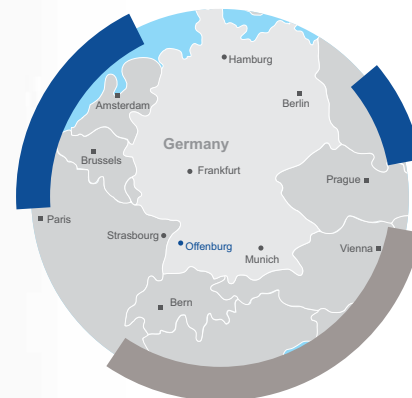 Hamburg
Amsterdam
Berlin
Germany
Brussels
Frankfurt
Prague
Paris
Strasbourg
Offenburg
Vienna
Munich
Bern